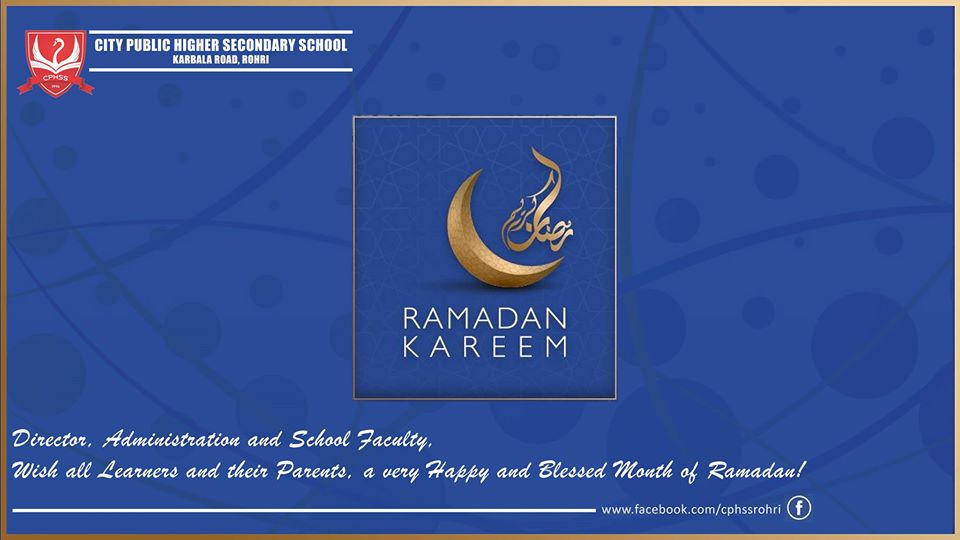 CITY PUBLIC HIGHER SECONDARY SCHOOL
KARBALA ROAD, ROHRI
CPHSS
رمضان كريم
RAMADAN
KAREEM
Director, Administration and School Faculty,
Wish all Learners and their Parents, a very Happy and Blessed Month of Ramadan!
www.facebook.com/cphssrohri